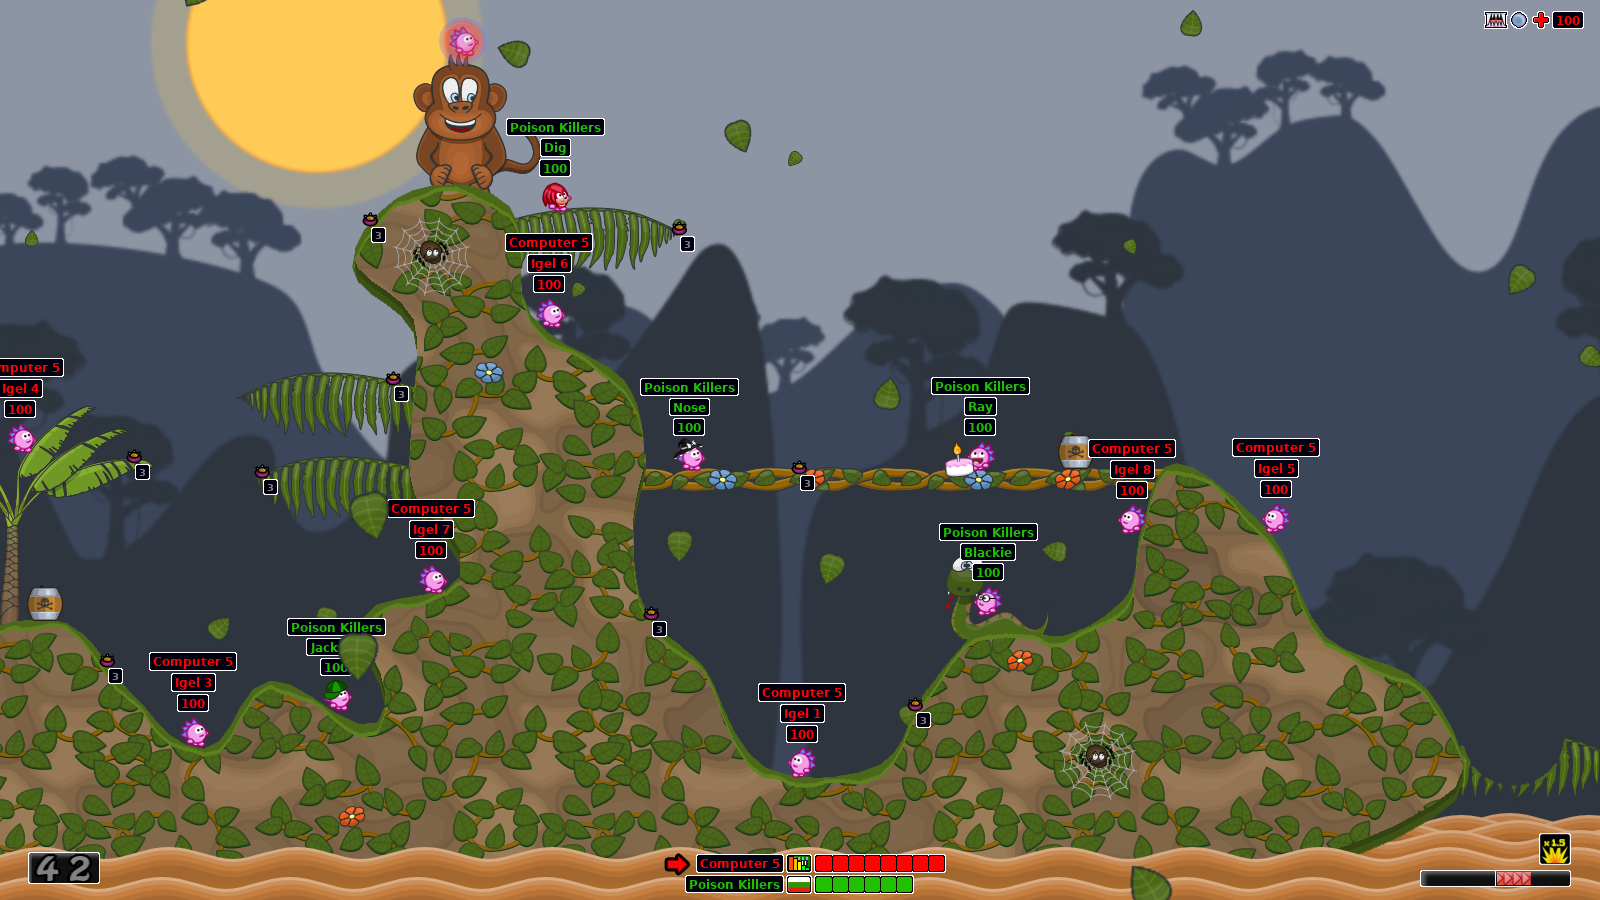 100
Poison Killers
Dig
100
3
3
Computer 5
Igel 6
100
mputer 5
Igel 4
100
3
3
3
Poison Killers
Nose
100
3
Poison Killers
Ray
100
Computer 5
Igel 8
100
Computer 5
Igel 5
100
Computer 5
Igel 7
100
Poison Killers
Blackie
100
Poison Killers
Jack
100
3
3
Computer 5
Igel 3
100
Computer 5
Igel 1
100
3
42
Computer 5
Poison Killers
x1.5